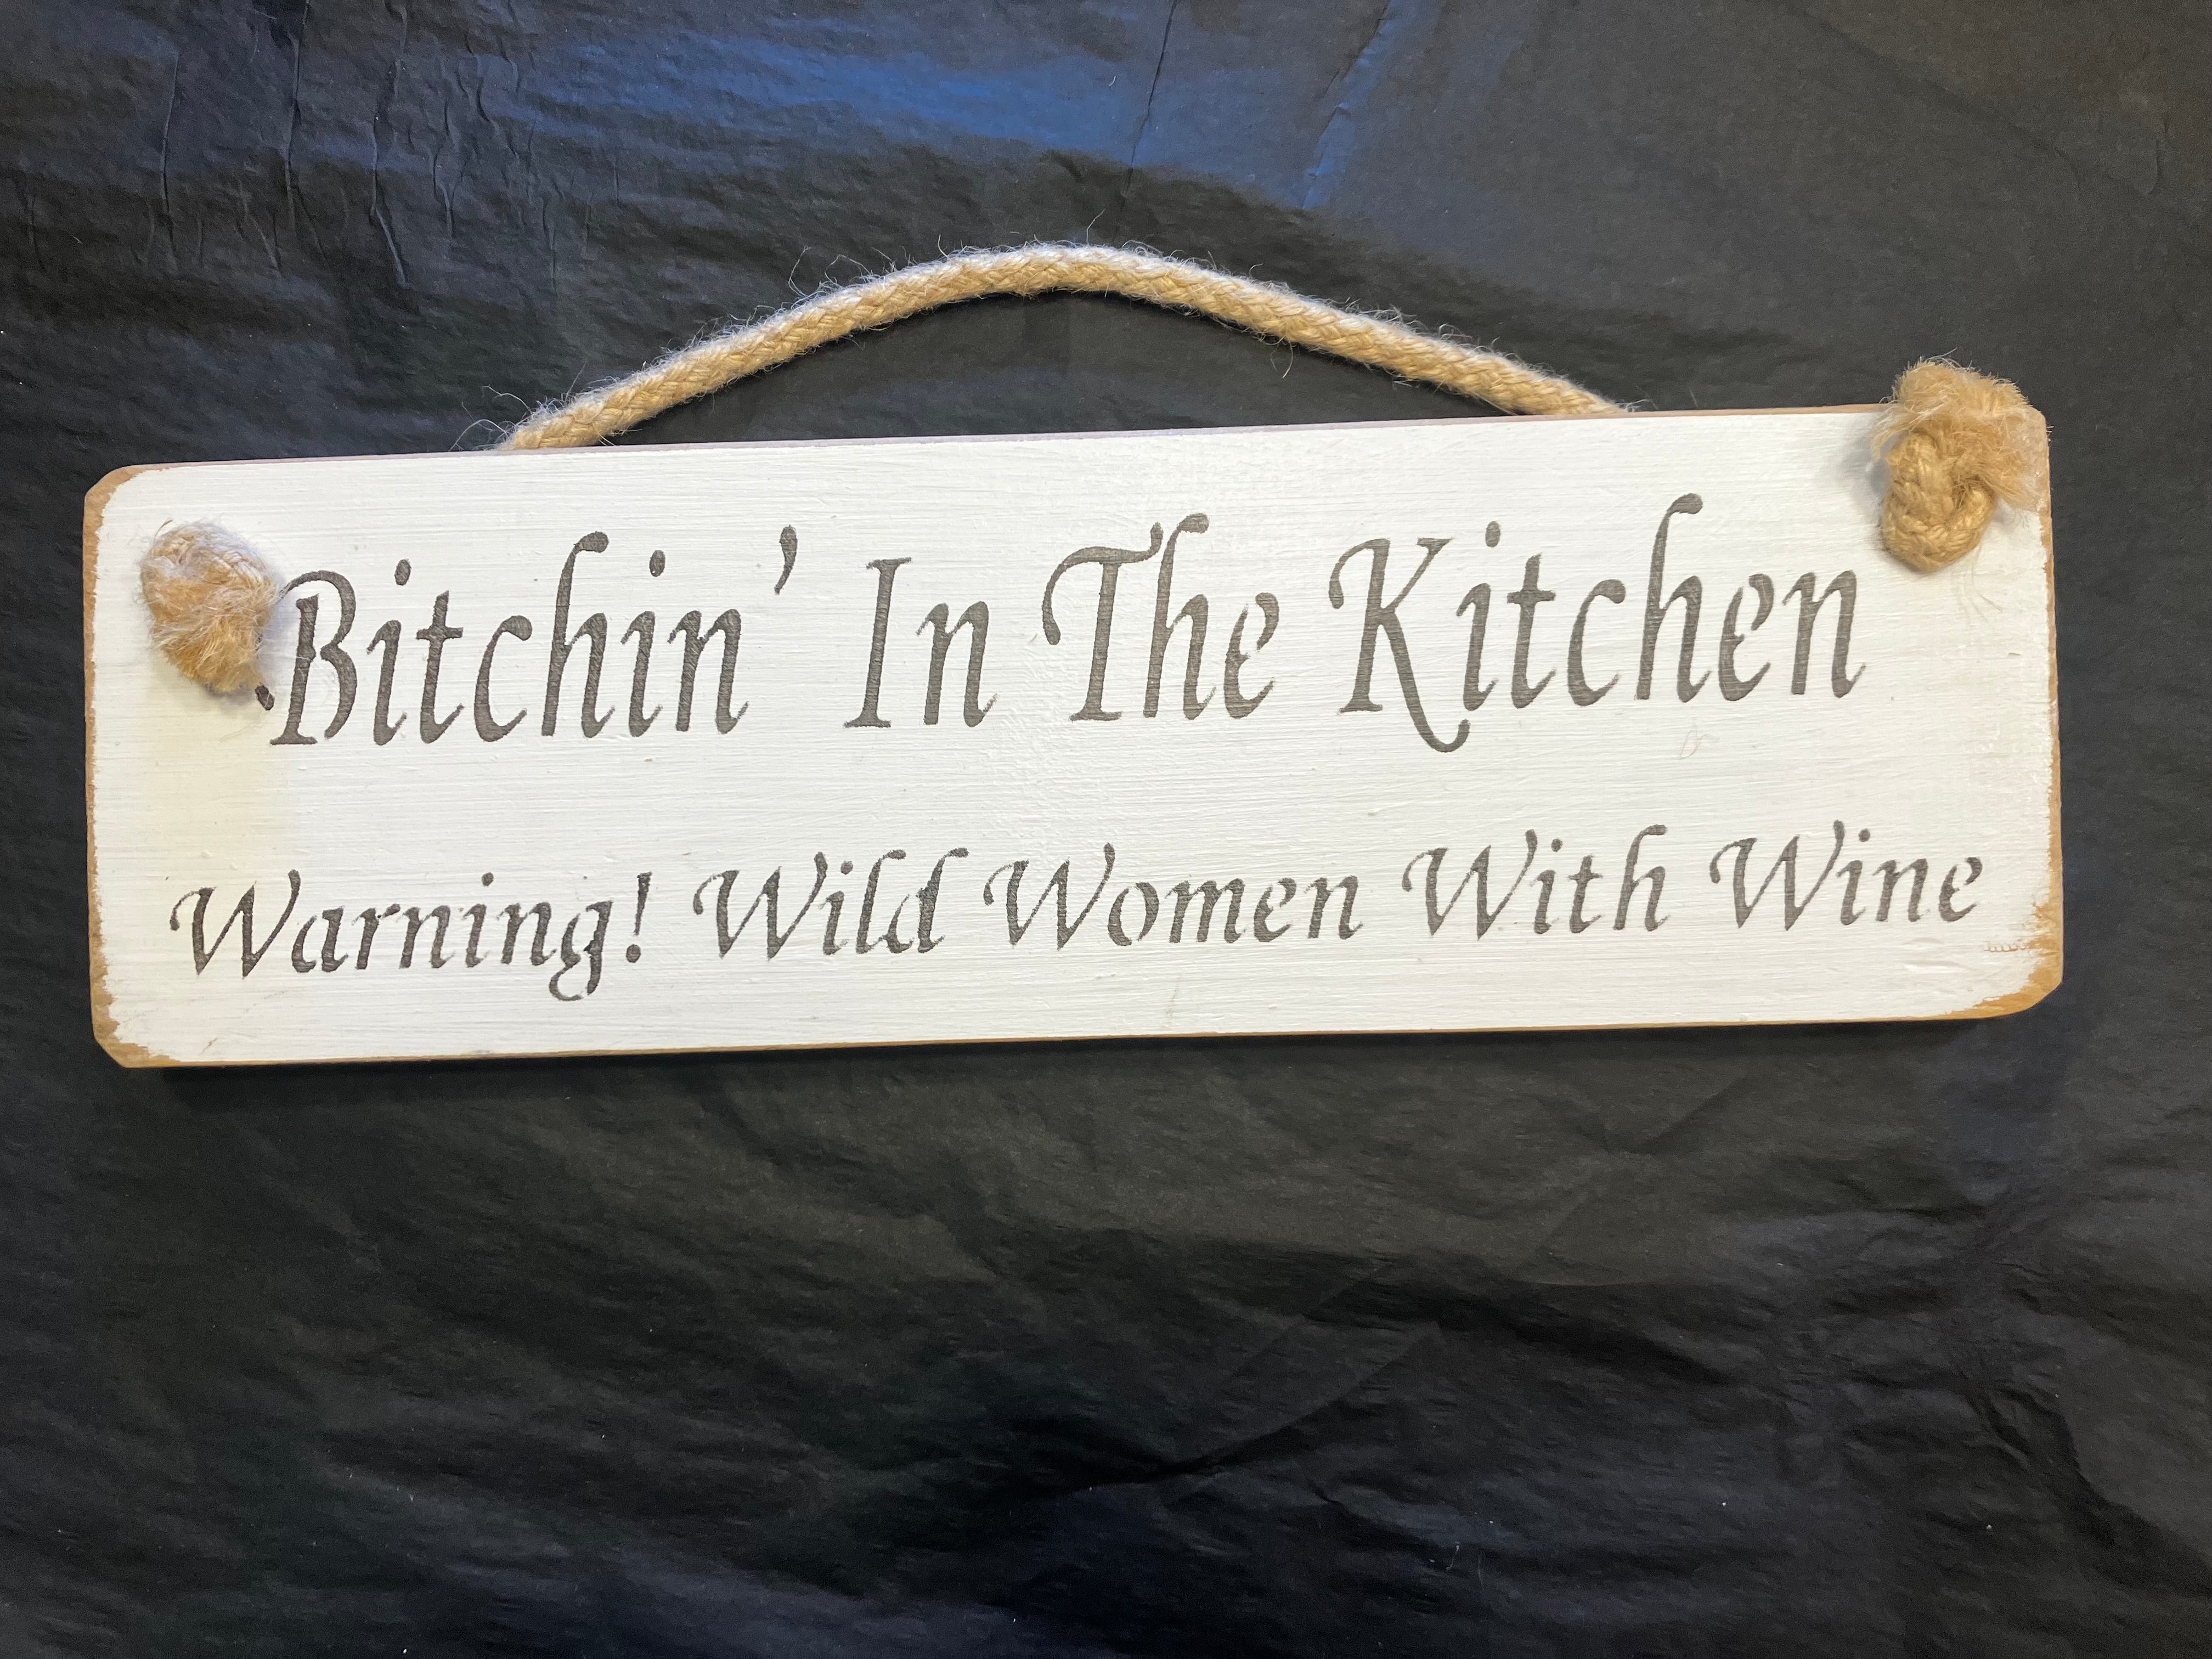 Bitchin' In The Kitchen
Warning! Wild Women With Wine